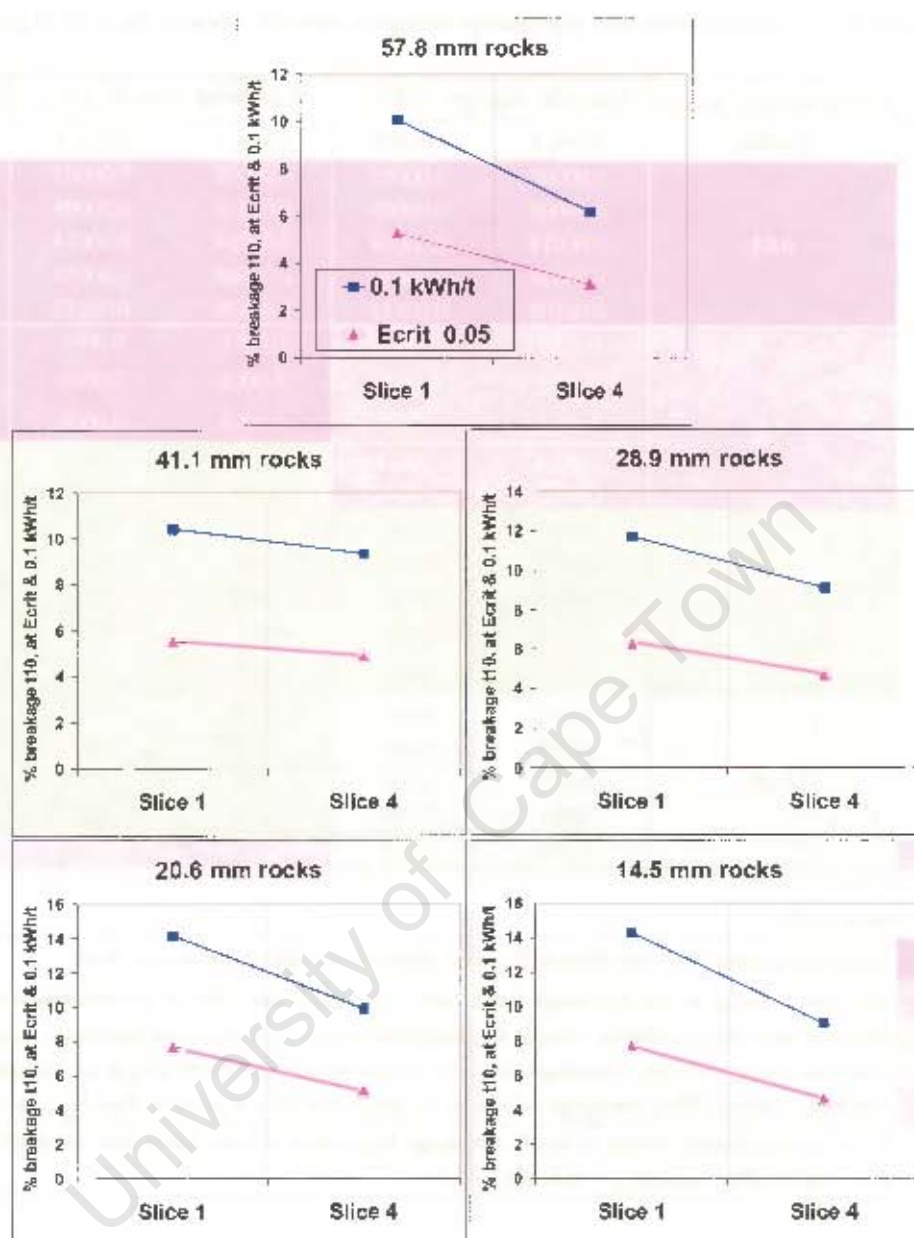 57.8 mm rocks
% breakage t10, at Ecrit & 0.1 kWh/t
12
10
8
6
4
2
0
0.1 kWh/t
Ecrit 0.05
Slice 1 Slice 4
41.1 mm rocks
% breakage t10, at Ecrit & 0.1 kWh/t
12
10
8
6
4
2
0
Slice 1 Slice 4
28.9 mm rocks
% breakage t10, at Ecrit & 0.1 kWh/t
14
12
10
8
6
4
2
0
Slice 1 Slice 4
20.6 mm rocks
% breakage t10, at Ecrit & 0.1 kWh/t
16
14
12
10
8
6
4
2
0
Slice 1 Slice 4
14.5 mm rocks
% breakage t10, at Ecrit & 0.1 kWh/t
16
14
12
10
8
6
4
2
0
Slice 1 Slice 4
University of Cape Town